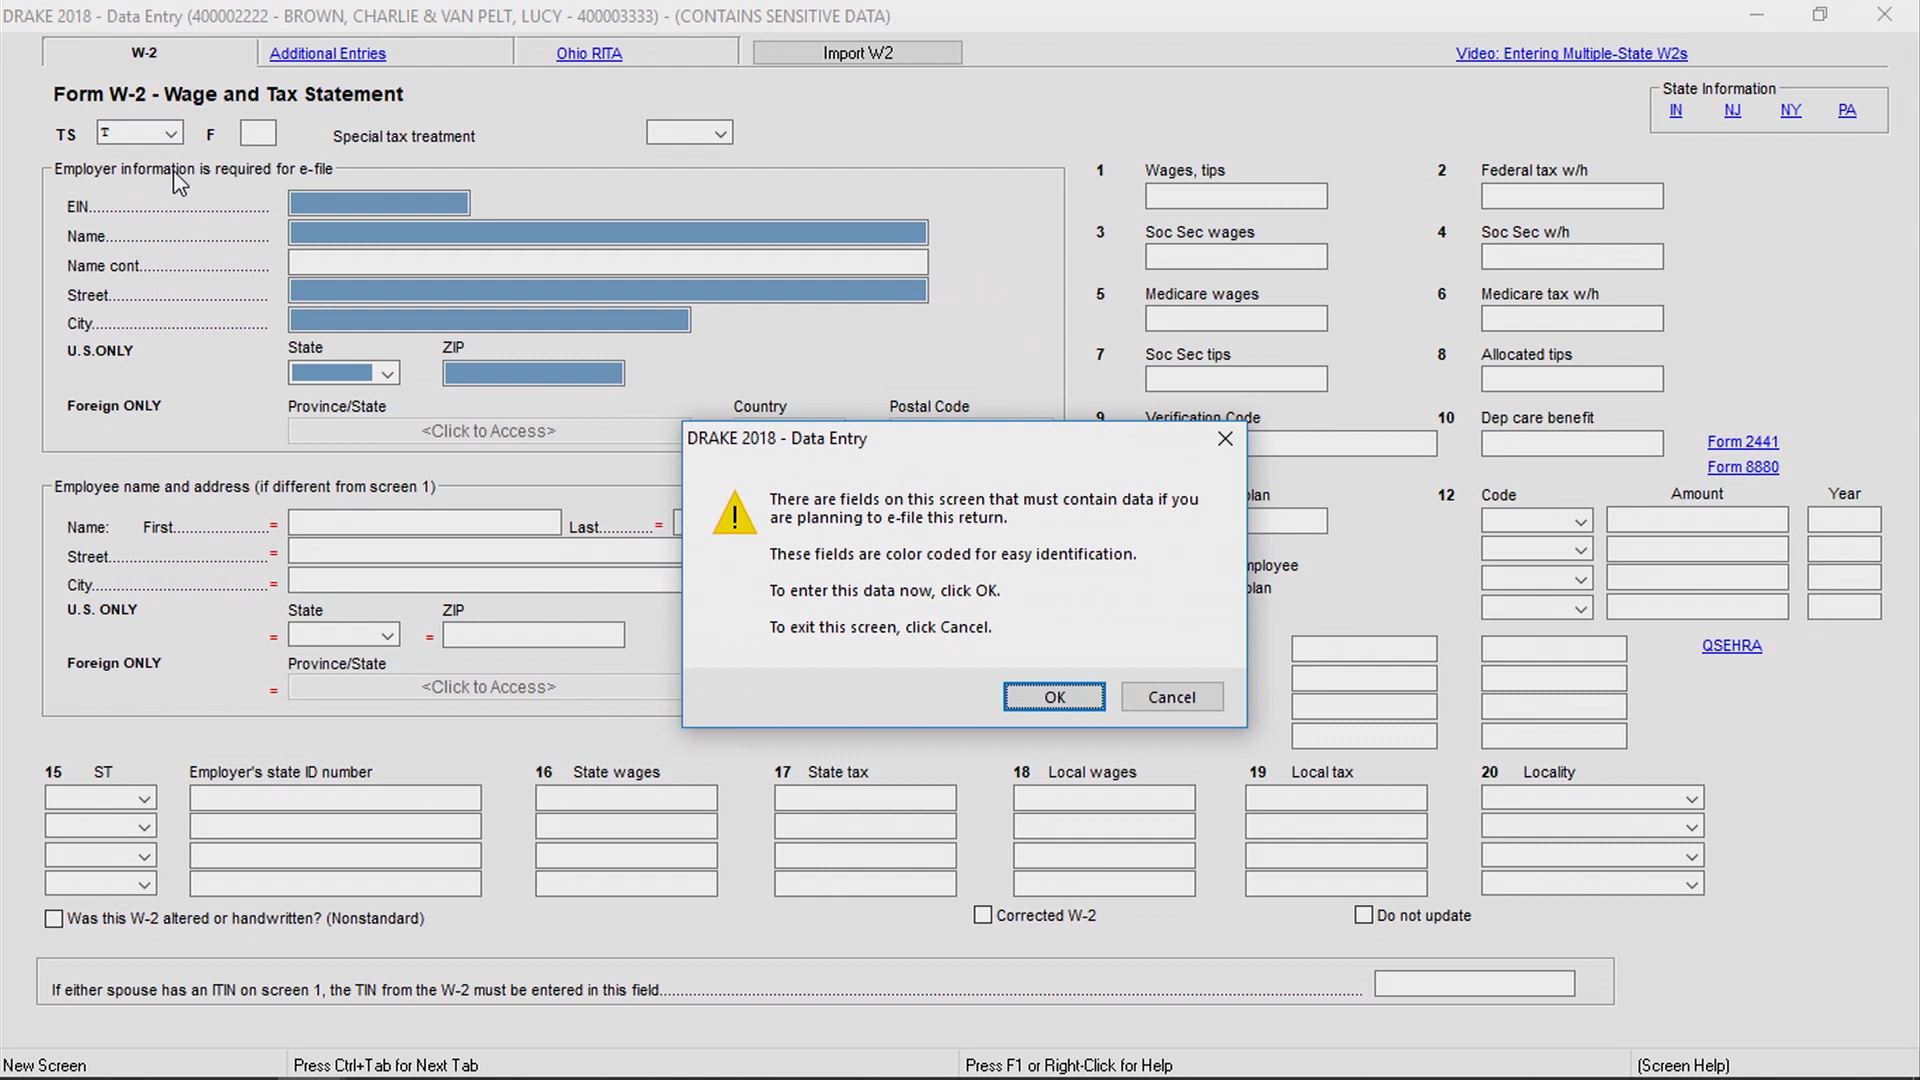 DRAKE 2018 - Data Entry (400002222 - BROWN, CHARLIE & VAN PELT, LUCY - 400003333) - (CONTAINS SENSITIVE DATA)
W-2 Additional Entries Ohio RITA Import W2 Video: Entering Multiple-State W2s
Form W-2 - Wage and Tax Statement
State Information
IN NJ NY PA
TS T F Special tax treatment
Employer information is required for e-file
EIN
Name
Name cont.
Street
City
U.S.ONLY State ZIP
Foreign ONLY Province/State Country Postal Code
<Click to Access>
1 Wages, tips 2 Federal tax w/h
3 Soc Sec wages 4 Soc Sec w/h
5 Medicare wages 6 Medicare tax w/h
7 Soc Sec tips 8 Allocated tips
9 Verification Code 10 Dep care benefit
Form 2441
Form 8880
12 Code Amount Year
QSEHRA
Employee name and address (if different from screen 1)
Name: First = Last =
Street =
City =
U.S. ONLY State ZIP
= =
Foreign ONLY Province/State
= <Click to Access>
DRAKE 2018 - Data Entry
There are fields on this screen that must contain data if you
are planning to e-file this return.
These fields are color coded for easy identification.
To enter this data now, click OK.
To exit this screen, click Cancel.
OK Cancel
15 ST Employer's state ID number 16 State wages 17 State tax 18 Local wages 19 Local tax 20 Locality
Was this W-2 altered or handwritten? (Nonstandard) Corrected W-2 Do not update
If either spouse has an ITIN on screen 1, the TIN from the W-2 must be entered in this field
New Screen Press Ctrl+Tab for Next Tab Press F1 or Right-Click for Help (Screen Help)